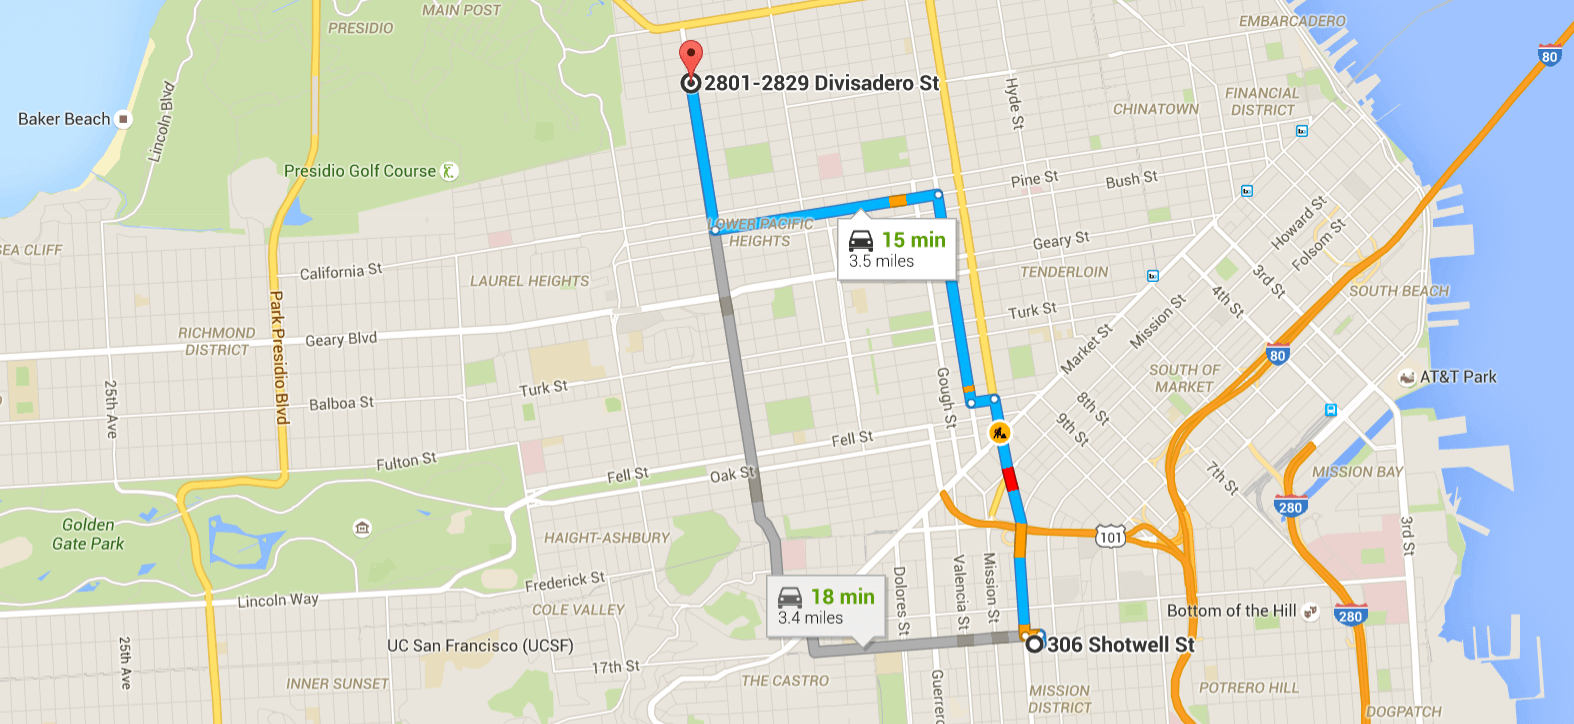 MAIN POST
PRESIDIO
EMBARCADERO
80
2801-2829 Divisadero St
Hyde St
CHINATOWN
FINANCIAL
DISTRICT
Baker Beach
Lincoln Blvd
Presidio Golf Course
Pine St
Bush St
LOWER PACIFIC
HEIGHTS
15 min
3.5 miles
Geary St
Howard St
Folsom St
SEA CLIFF
California St
LAUREL HEIGHTS
TENDERLOIN
3rd St
4th St
SOUTH BEACH
Park Presidio Blvd
RICHMOND
DISTRICT
Geary Blvd
Turk St
Market St
Mission St
80
25th Ave
Turk St
Balboa St
Gough St
SOUTH OF
MARKET
AT&T Park
8th St
9th St
Fulton St
Fell St
Fell St
Oak St
7th St
MISSION BAY
280
3rd St
Golden
Gate Park
HAIGHT-ASHBURY
101
Frederick St
Lincoln Way
COLE VALLEY
18 min
3.4 miles
Dolores St
Valencia St
Mission St
Bottom of the Hill
280
25th Ave
UC San Francisco (UCSF)
306 Shotwell St
17th St
INNER SUNSET
THE CASTRO
Guerrero
MISSION
DISTRICT
POTRERO HILL
DOGPATCH